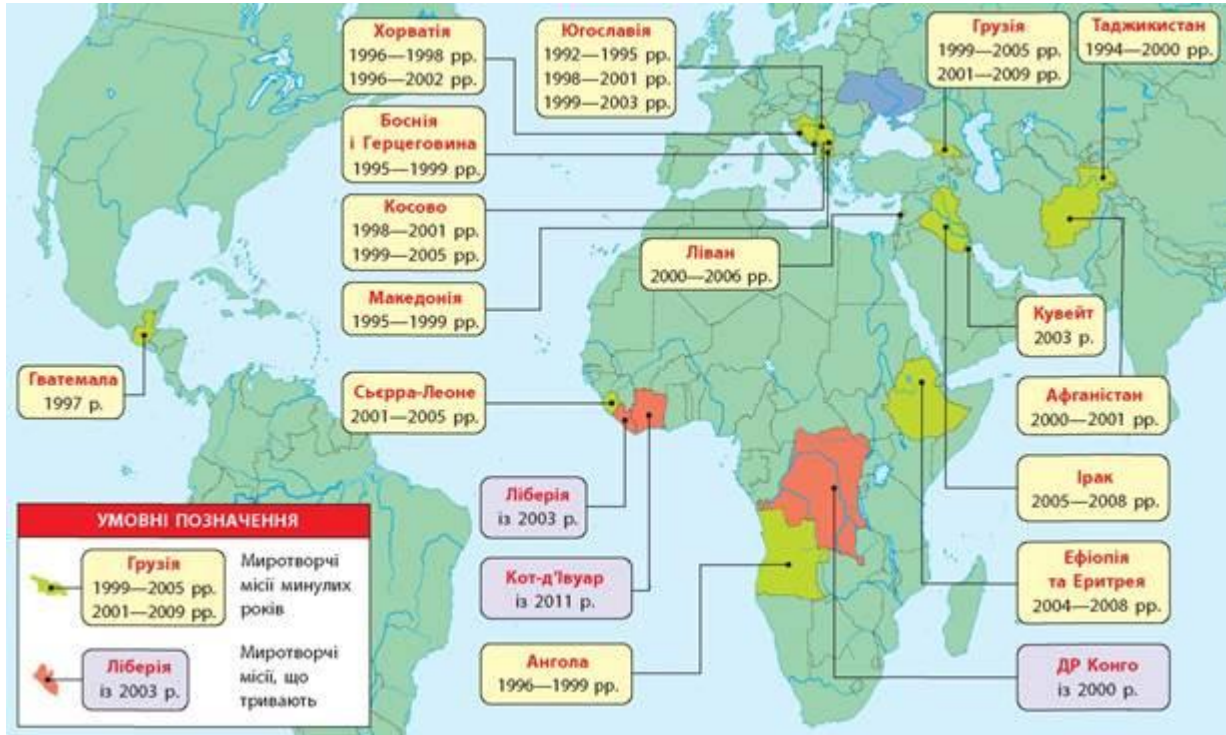 Хорватія
1996—1998 рр.
1996—2002 рр.
Югославія
1992—1995 рр.
1998—2001 рр.
1999—2003 рр.
Грузія
1999—2005 рр.
2001—2009 рр.
Таджикистан
1994—2000 рр.
Боснія
і Герцеговина
1995—1999 рр.
Косово
1998—2001 рр.
1999—2005 рр.
Ліван
2000—2006 рр.
Македонія
1995—1999 рр.
Кувейт
2003 р.
Гватемала
1997 р.
Сьєрра-Леоне
2001—2005 рр.
Афганістан
2000—2001 рр.
Ліберія
із 2003 р.
Ірак
2005—2008 рр.
Кот-д'Івуар
із 2011 р.
Ефіопія
та Еритрея
2004—2008 рр.
Ангола
1996—1999 рр.
ДР Конго
із 2000 р.
УМОВНІ ПОЗНАЧЕННЯ
Грузія
1999—2005 рр.
2001—2009 рр.
Миротворчі
місії минулих
років
Ліберія
із 2003 р.
Миротворчі
місії, що
тривають